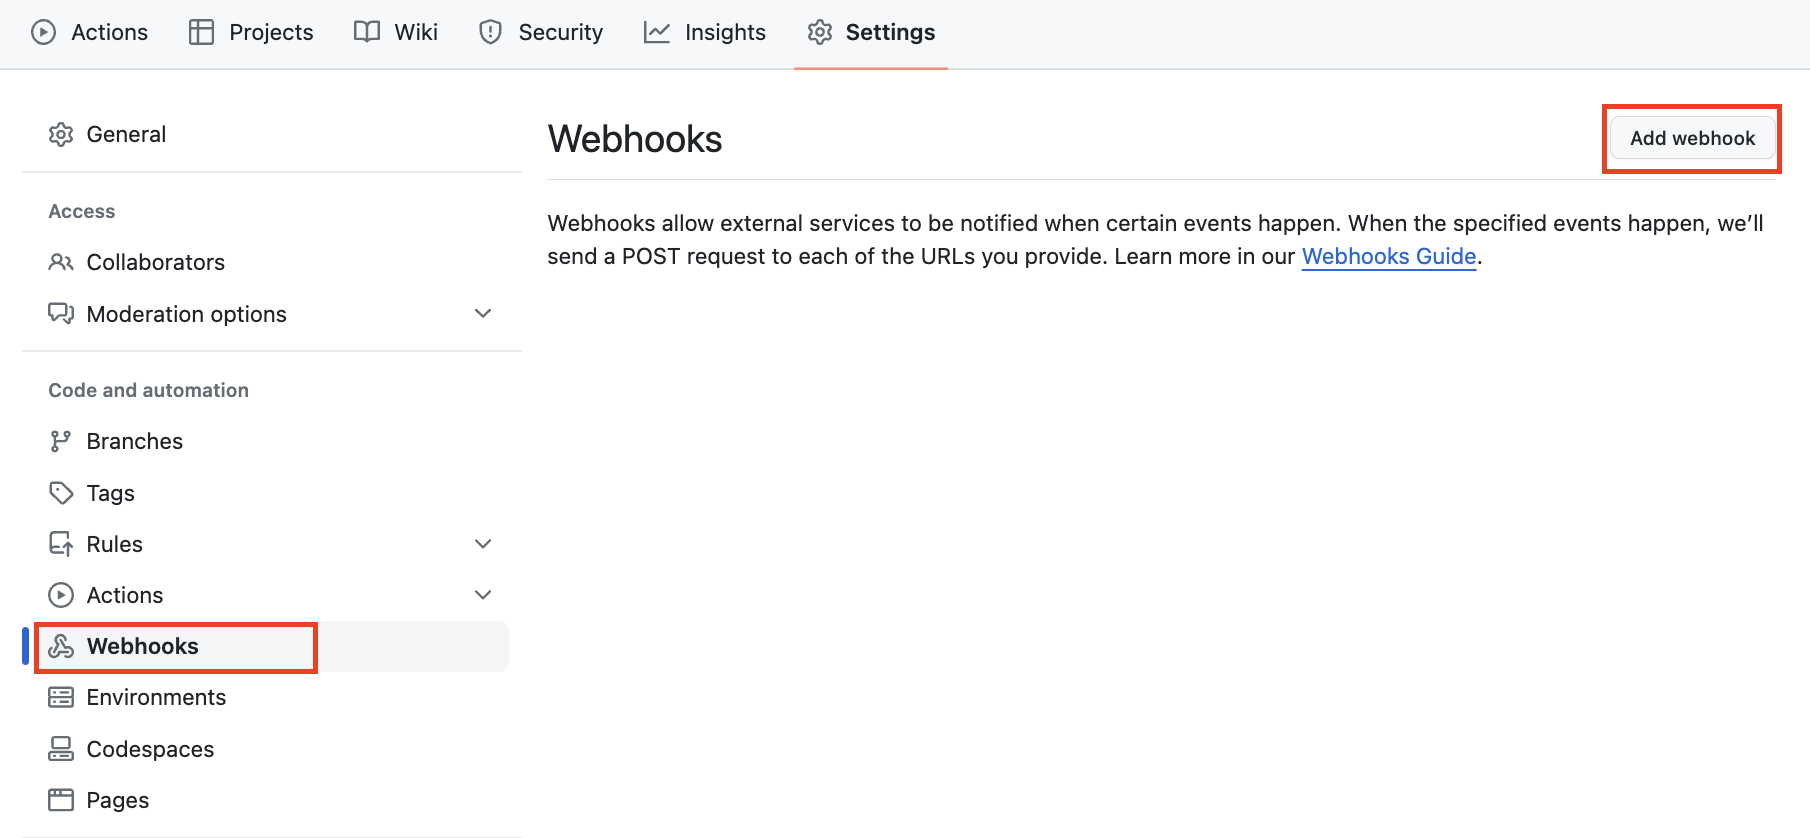 Actions Projects Wiki Security Insights Settings
General
Access
Collaborators
Moderation options
Code and automation
Branches
Tags
Rules
Actions
Webhooks
Environments
Codespaces
Pages
Webhooks
Add webhook
Webhooks allow external services to be notified when certain events happen. When the specified events happen, we’ll
send a POST request to each of the URLs you provide. Learn more in our Webhooks Guide.